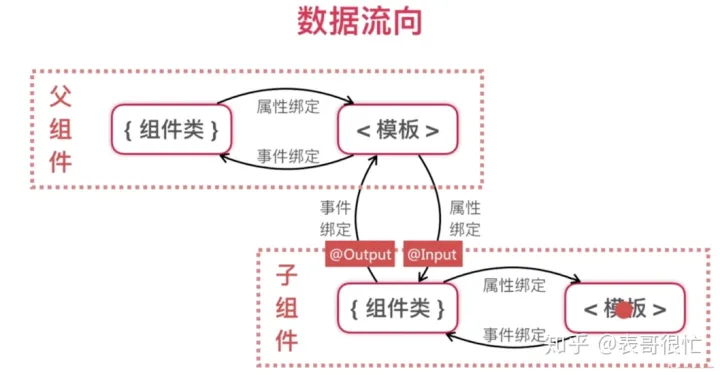 数据流向
父组件
{ 组件类 }
属性绑定
事件绑定
< 模板 >
事件
绑定
属性
绑定
@Output
@Input
子组件
{ 组件类 }
属性绑定
事件绑定
< 模板 >
知乎 @表哥很忙